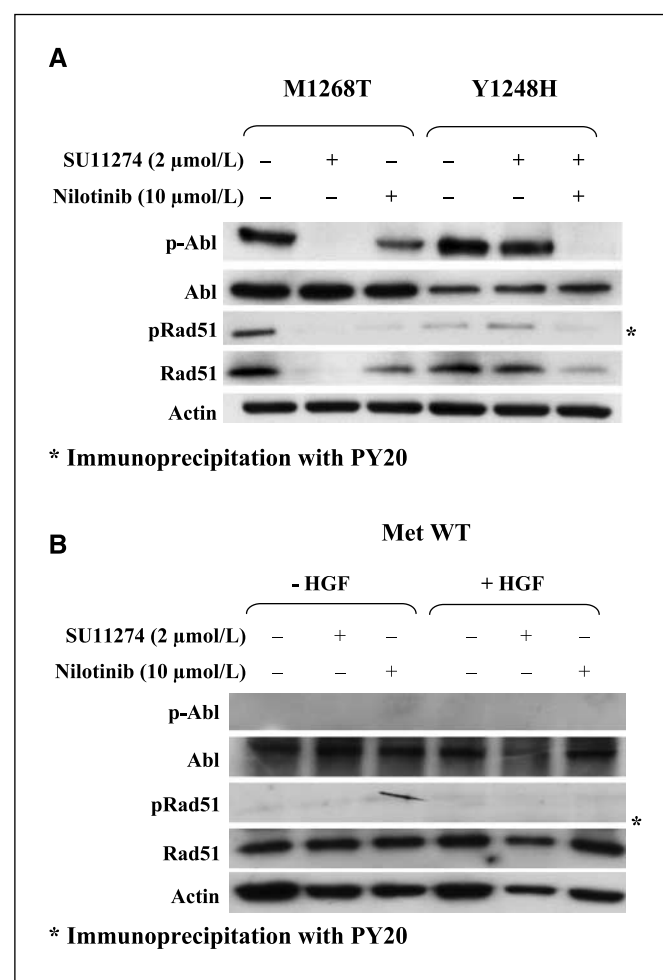 A
M1268T Y1248H
SU11274 (2 µmol/L) – + – – + +
Nilotinib (10 µmol/L) – – + – – +
p-Abl
Abl
pRad51 *
Rad51
Actin
* Immunoprecipitation with PY20
B
Met WT
- HGF + HGF
SU11274 (2 µmol/L) – + – – + –
Nilotinib (10 µmol/L) – – + – – +
p-Abl
Abl
pRad51
*
Rad51
Actin
* Immunoprecipitation with PY20